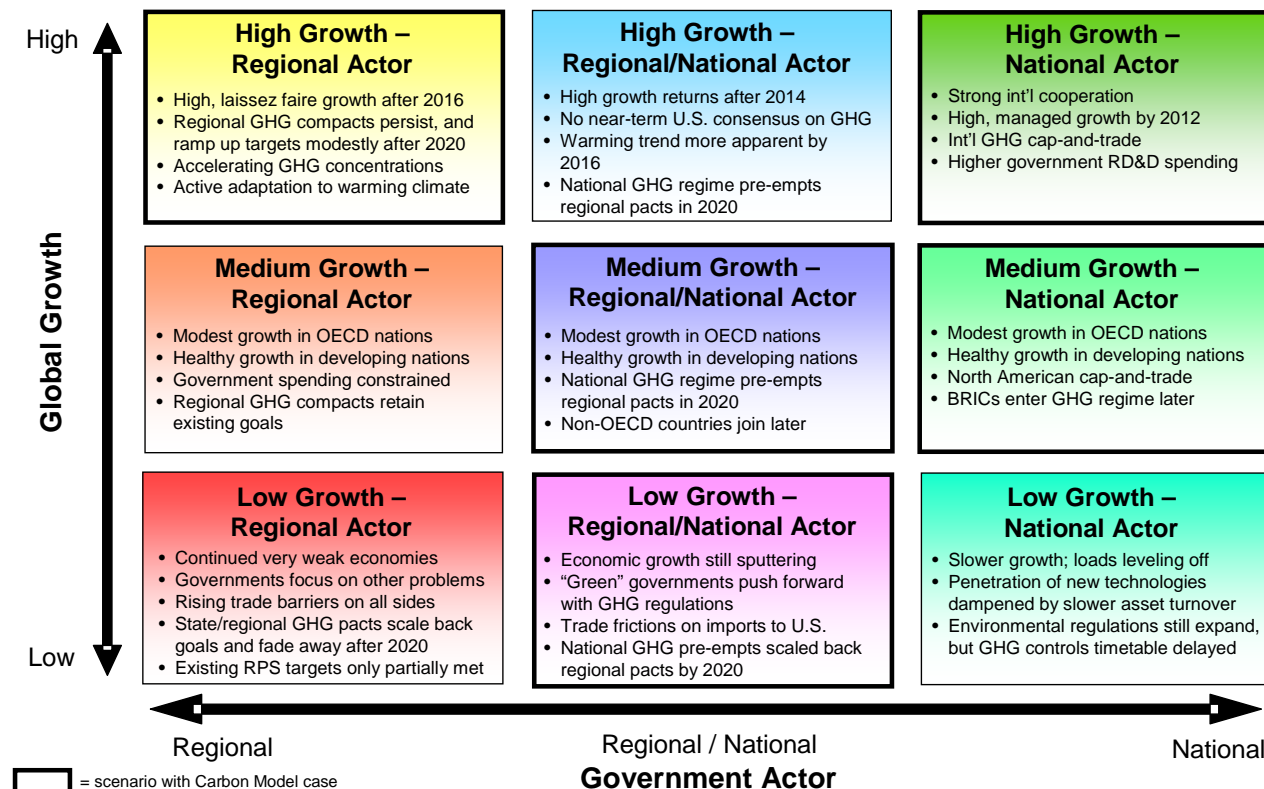 High
High Growth –
Regional Actor
• High, laissez faire growth after 2016
• Regional GHG compacts persist, and
ramp up targets modestly after 2020
• Accelerating GHG concentrations
• Active adaptation to warming climate
High Growth –
Regional/National Actor
• High growth returns after 2014
• No near-term U.S. consensus on GHG
• Warming trend more apparent by
2016
• National GHG regime pre-empts
regional pacts in 2020
High Growth –
National Actor
• Strong int'l cooperation
• High, managed growth by 2012
• Int'l GHG cap-and-trade
• Higher government RD&D spending
Global Growth
Medium Growth –
Regional Actor
• Modest growth in OECD nations
• Healthy growth in developing nations
• Government spending constrained
• Regional GHG compacts retain
existing goals
Medium Growth –
Regional/National Actor
• Modest growth in OECD nations
• Healthy growth in developing nations
• National GHG regime pre-empts
regional pacts in 2020
• Non-OECD countries join later
Medium Growth –
National Actor
• Modest growth in OECD nations
• Healthy growth in developing nations
• North American cap-and-trade
• BRICs enter GHG regime later
Low Growth –
Regional Actor
• Continued very weak economies
• Governments focus on other problems
• Rising trade barriers on all sides
• State/regional GHG pacts scale back
goals and fade away after 2020
• Existing RPS targets only partially met
Low Growth –
Regional/National Actor
• Economic growth still sputtering
• “Green” governments push forward
with GHG regulations
• Trade frictions on imports to U.S.
• National GHG pre-empts scaled back
regional pacts by 2020
Low Growth –
National Actor
• Slower growth; loads leveling off
• Penetration of new technologies
dampened by slower asset turnover
• Environmental regulations still expand,
but GHG controls timetable delayed
Low
Regional
Regional / National
National
Government Actor
= scenario with Carbon Model case